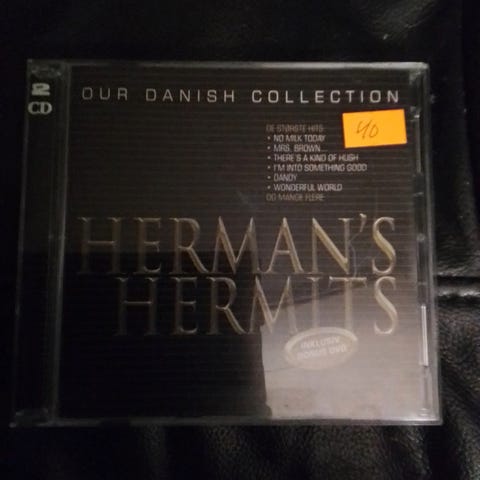 2
CD
OUR DANISH COLLECTION
DE STØRSTE HITS:
• NO MILK TODAY
• MRS. BROWN...
• THERE'S A KIND OF HUSH
• I'M INTO SOMETHING GOOD
• DANDY
• WONDERFUL WORLD
OG MANGE FLERE
40
HERMAN'S
HERMITS
INKLUSIV
BONUS DVD